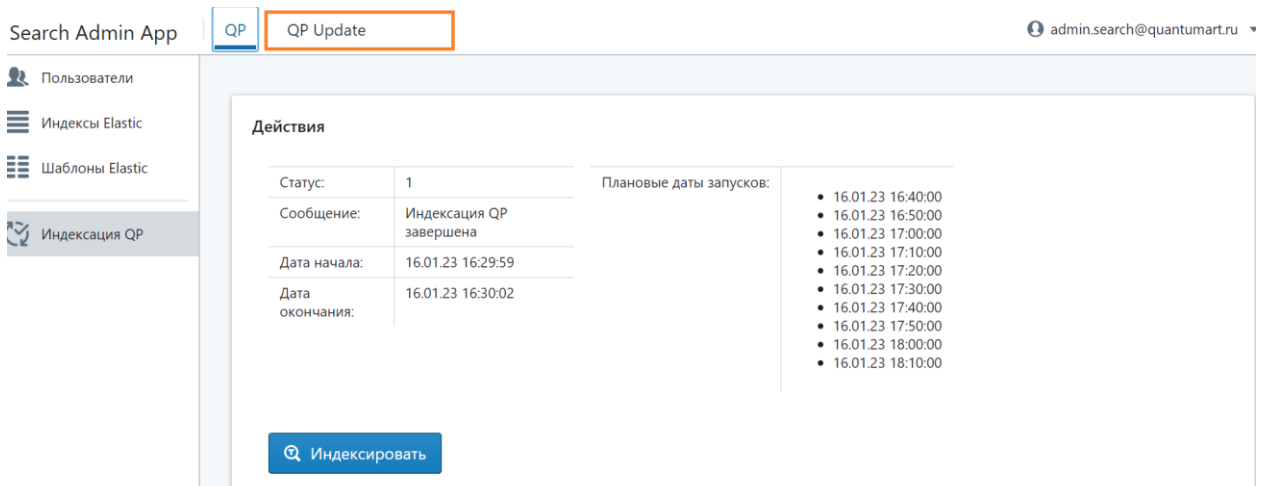 Search Admin App
QP
QP Update
admin.search@quantumart.ru
Пользователи
Индексы Elastic
Шаблоны Elastic
Индексация QP
Действия
Статус:
1
Сообщение:
Индексация QP
завершена
Дата начала:
16.01.23 16:29:59
Дата
окончания:
16.01.23 16:30:02
Плановые даты запусков:
16.01.23 16:40:00
16.01.23 16:50:00
16.01.23 17:00:00
16.01.23 17:10:00
16.01.23 17:20:00
16.01.23 17:30:00
16.01.23 17:40:00
16.01.23 17:50:00
16.01.23 18:00:00
16.01.23 18:10:00
Индексировать